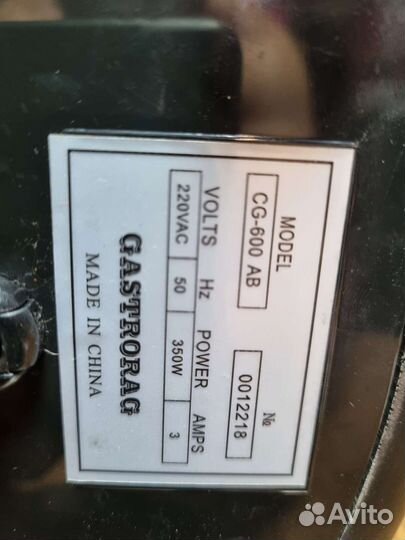 MODEL № 
CG-600 AB 0012218
VOLTS Hz POWER AMPS
220VAC 50 350W 3
GASTRORAG
MADE IN CHINA
Avito